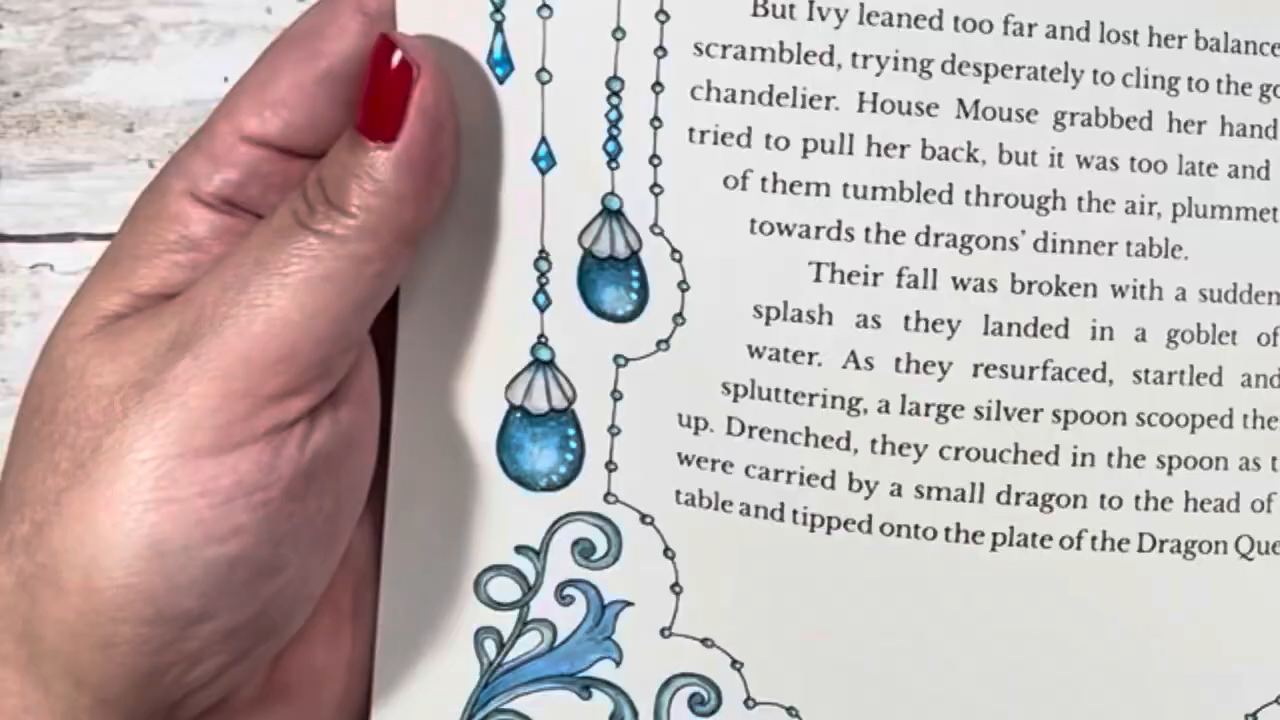 But Ivy leaned too far and lost her balance
scrambled, trying desperately to cling to the go
chandelier. House Mouse grabbed her hand
tried to pull her back, but it was too late and
of them tumbled through the air, plummet
towards the dragons' dinner table.
Their fall was broken with a sudden
splash as they landed in a goblet of
water. As they resurfaced, startled and
spluttering, a large silver spoon scooped the
up. Drenched, they crouched in the spoon as t
were carried by a small dragon to the head of
table and tipped onto the plate of the Dragon Que